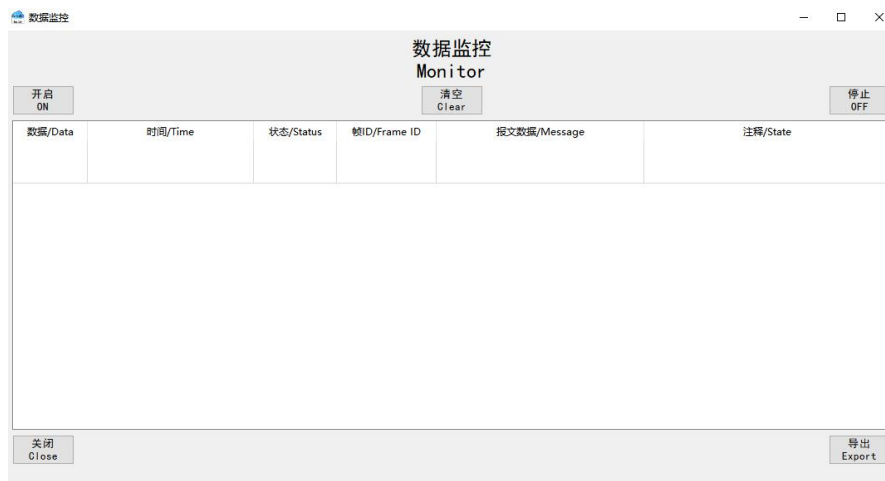 数据监控
数据监控
Monitor
开启
ON
清空
Clear
停止
OFF
数据/Data 时间/Time 状态/Status 帧ID/Frame ID 报文数据/Message 注释/State
关闭
Close
导出
Export